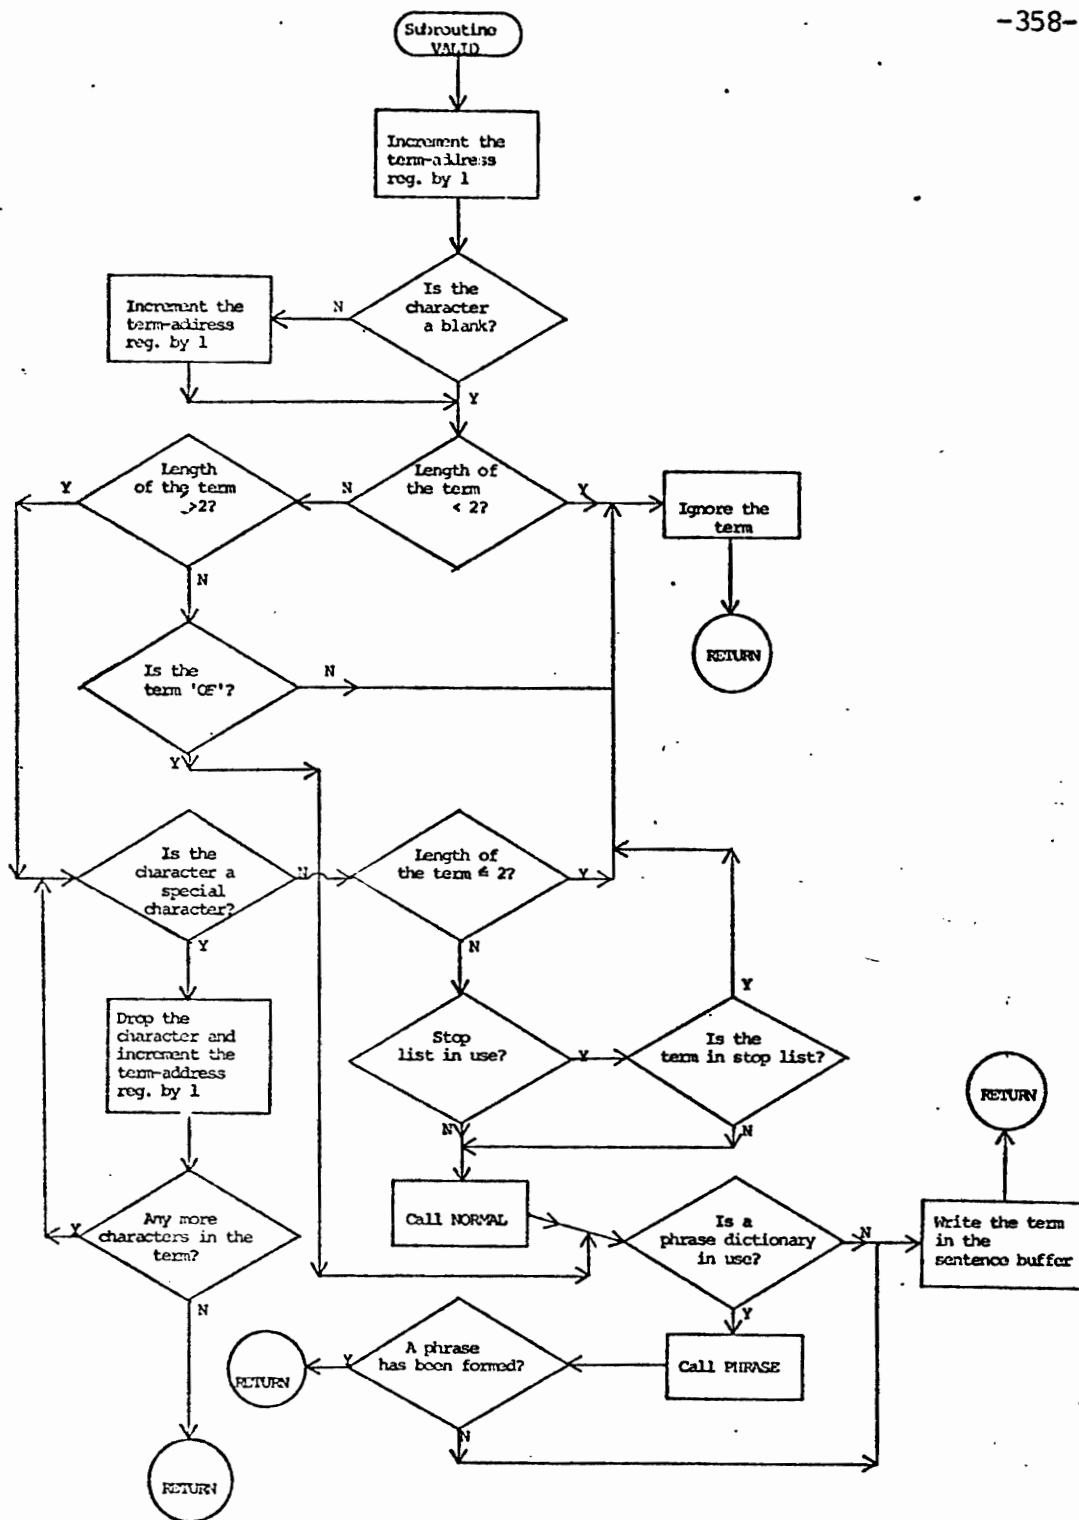 -358-
Subroutine
VALID
Increment the
term-address
reg. by 1
Is the
character
a blank?
N
Y
Increment the
term-address
reg. by 1
Length
of the term
>2?
Y
N
Length of
the term
< 2?
N
Y
Ignore the
term
RETURN
Is the
term 'OF'?
N
Y
Is the
character a
special
character?
N
Y
Length of
the term ≤ 2?
Y
N
Drop the
character and
increment the
term-address
reg. by 1
Stop
list in use?
Y
N
Is the
term in stop list?
Y
N
RETURN
Any more
characters in the
term?
Y
N
Call NORMAL
Is a
phrase dictionary
in use?
N
Y
Write the term
in the
sentence buffer
A phrase
has been formed?
Y
N
Call PHRASE
RETURN
RETURN